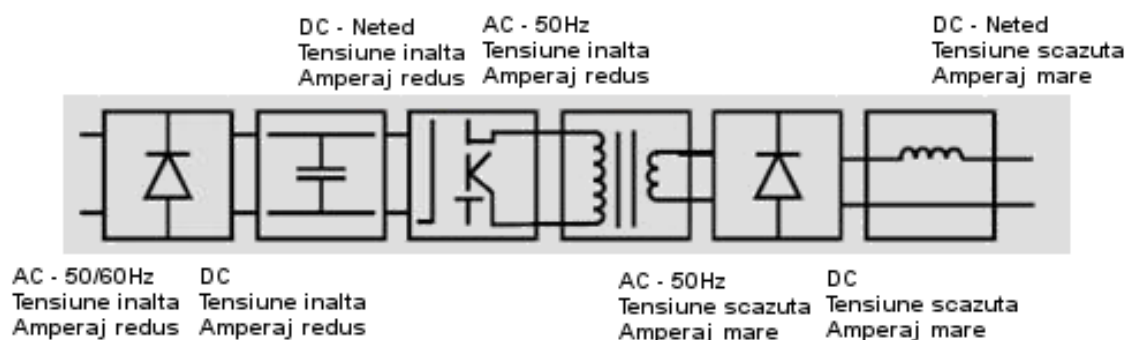 DC - Neted
Tensiune inalta
Amperaj redus
AC - 50Hz
Tensiune inalta
Amperaj redus
DC - Neted
Tensiune scazuta
Amperaj mare
AC - 50/60Hz
Tensiune inalta
Amperaj redus
DC
Tensiune inalta
Amperaj redus
AC - 50Hz
Tensiune scazuta
Amperaj mare
DC
Tensiune scazuta
Amperaj mare